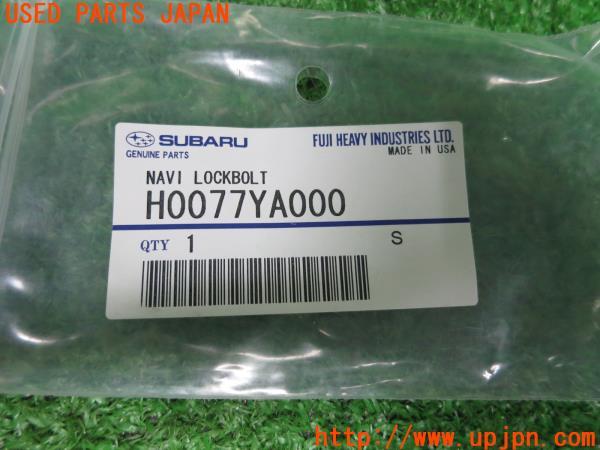 USED PARTS JAPAN
SUBARU
GENUINE PARTS
FUJI HEAVY INDUSTRIES LTD.
MADE IN USA
NAVI LOCKBOLT
H0077YA000
QTY 1
S
http://www.upjpn.com